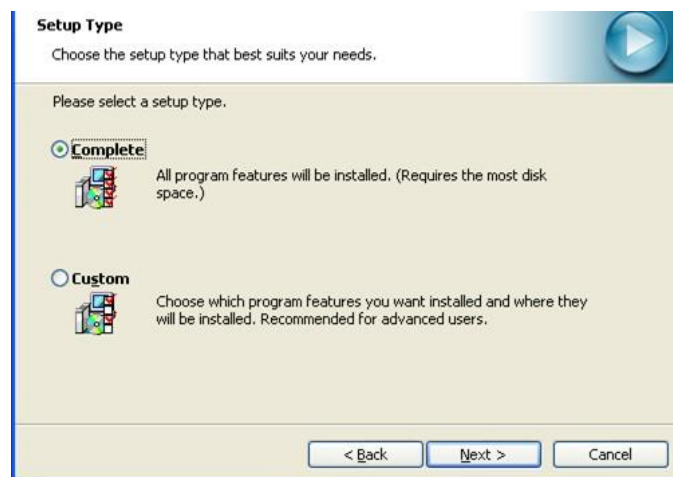 Setup Type
Choose the setup type that best suits your needs.
Please select a setup type.
Complete
All program features will be installed. (Requires the most disk
space.)
Custom
Choose which program features you want installed and where they
will be installed. Recommended for advanced users.
< Back
Next >
Cancel